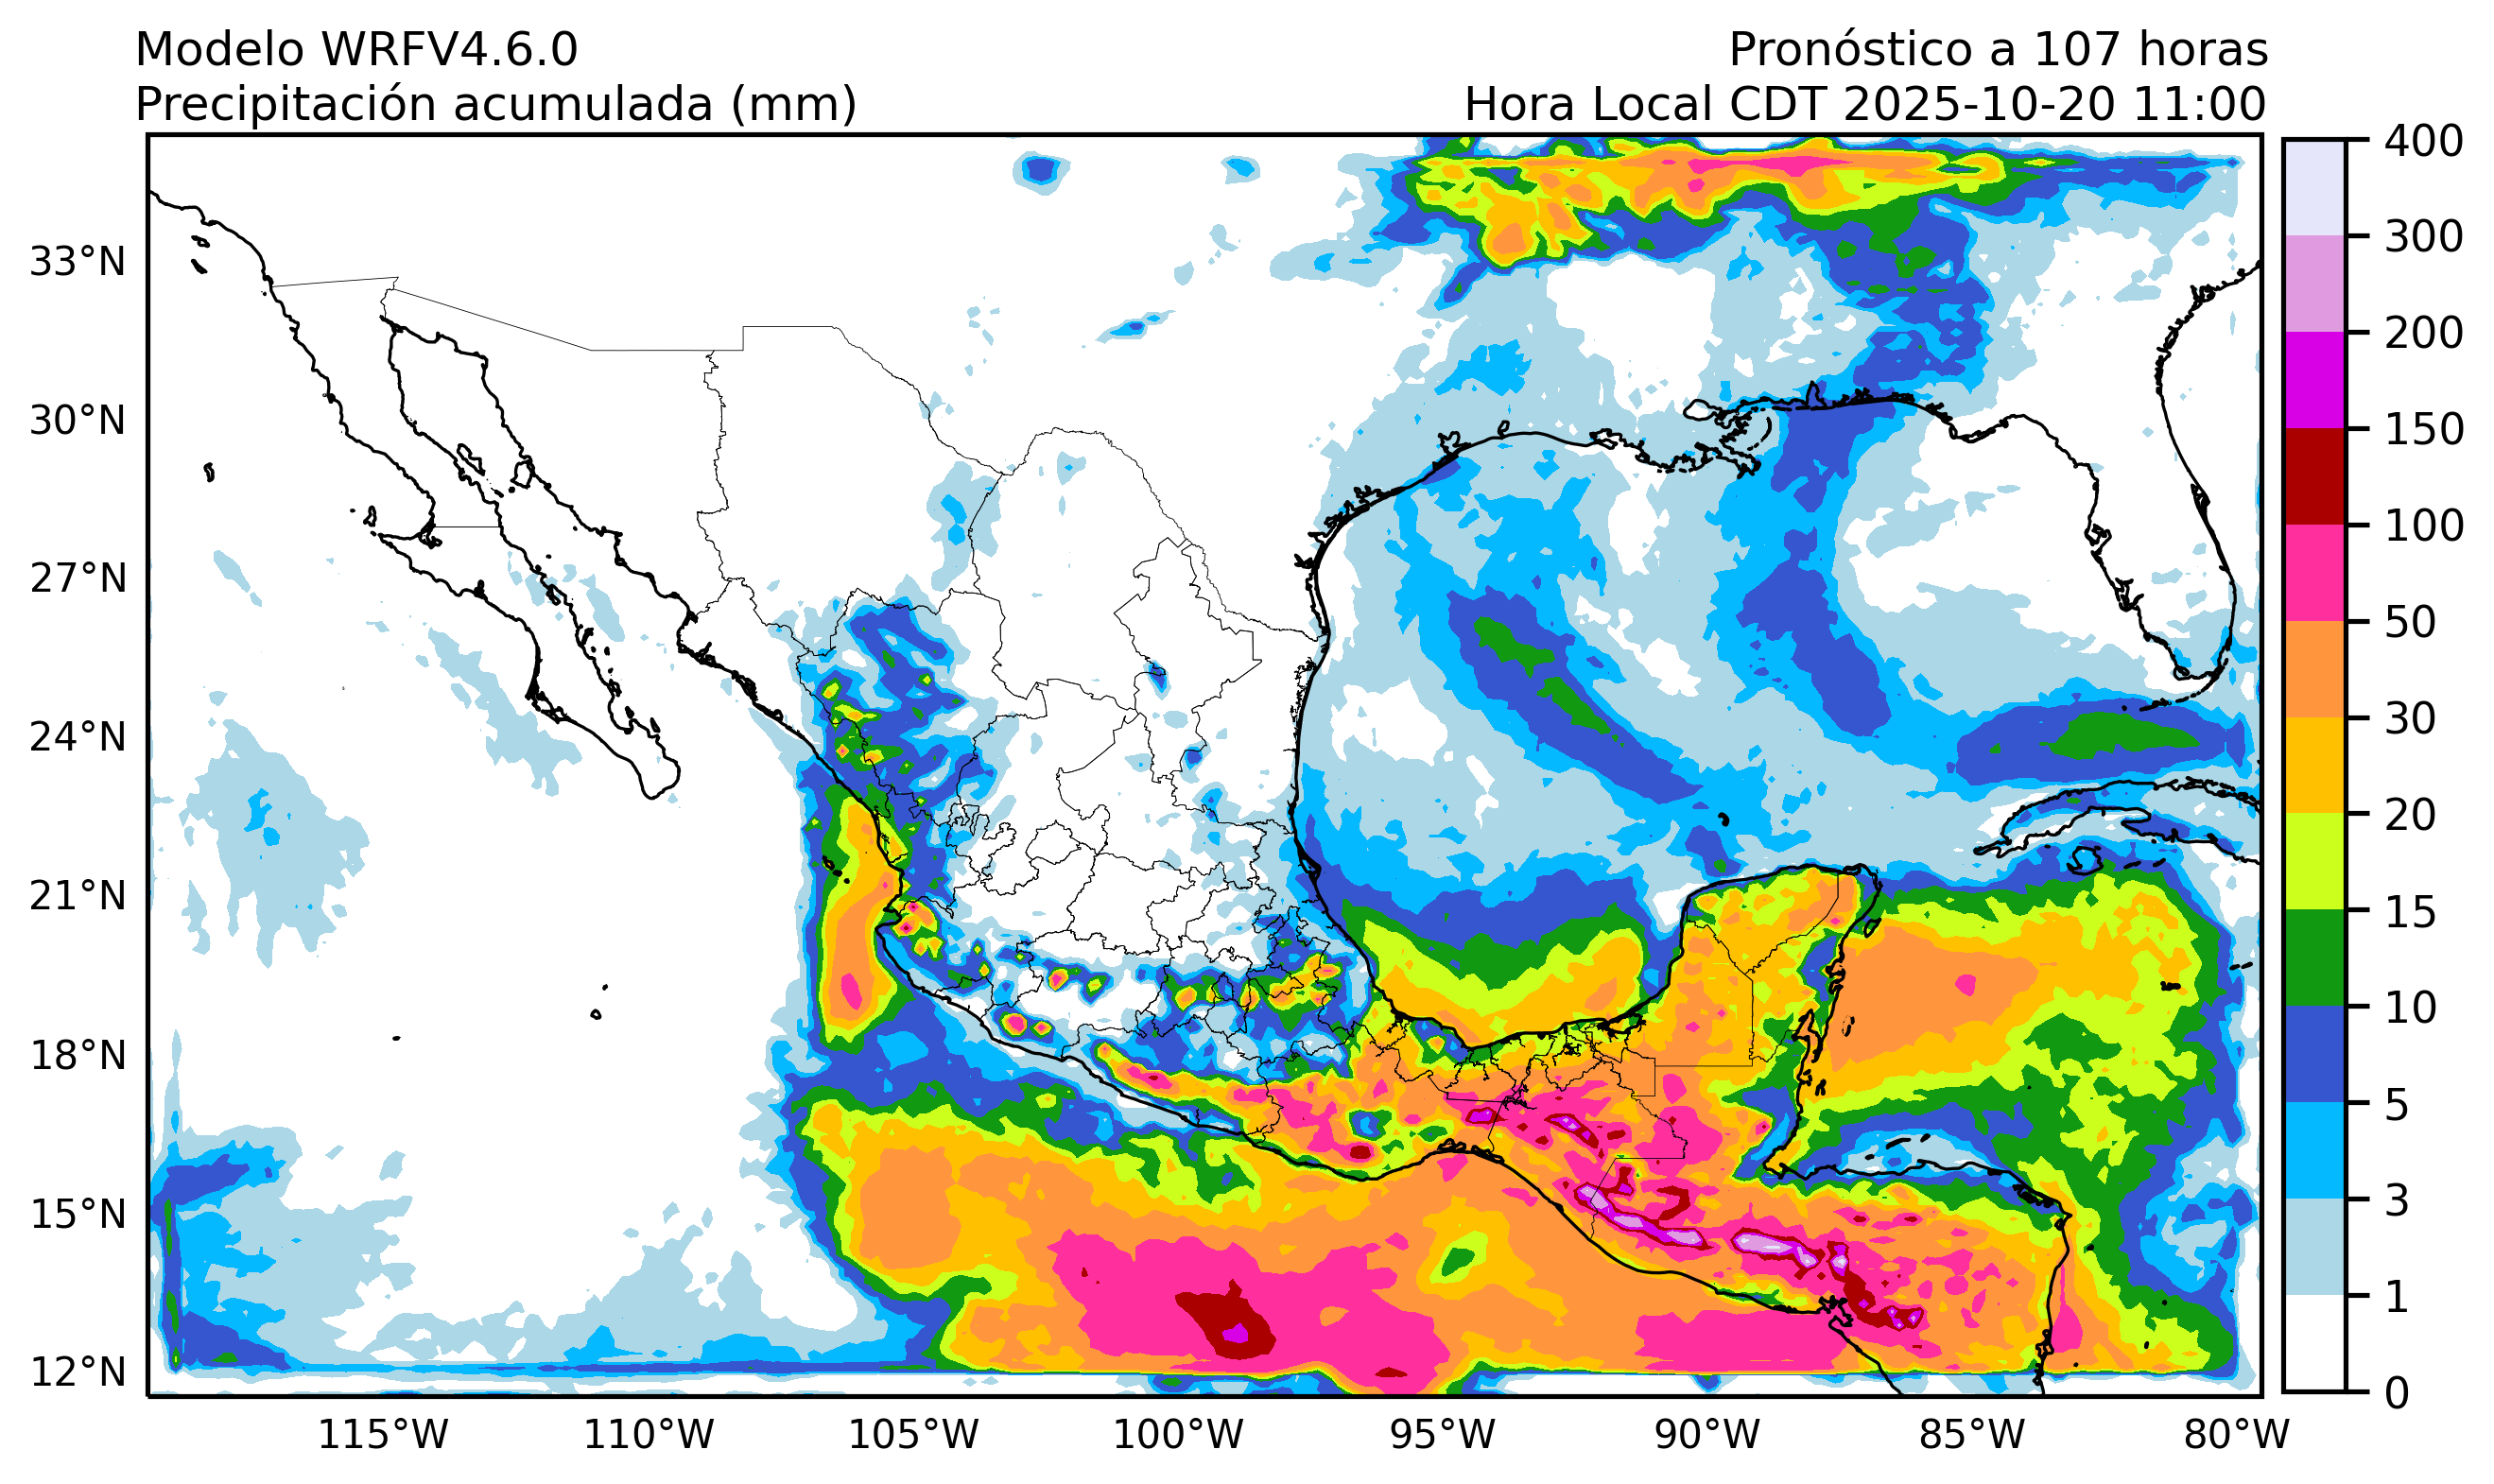 Modelo WRFV4.6.0
Pronóstico a 107 horas
Precipitación acumulada (mm)
Hora Local CDT 2025-10-20 11:00
33°N
30°N
27°N
24°N
21°N
18°N
15°N
12°N
115°W
110°W
105°W
100°W
95°W
90°W
85°W
80°W
400
300
200
150
100
50
30
20
15
10
5
3
1
0